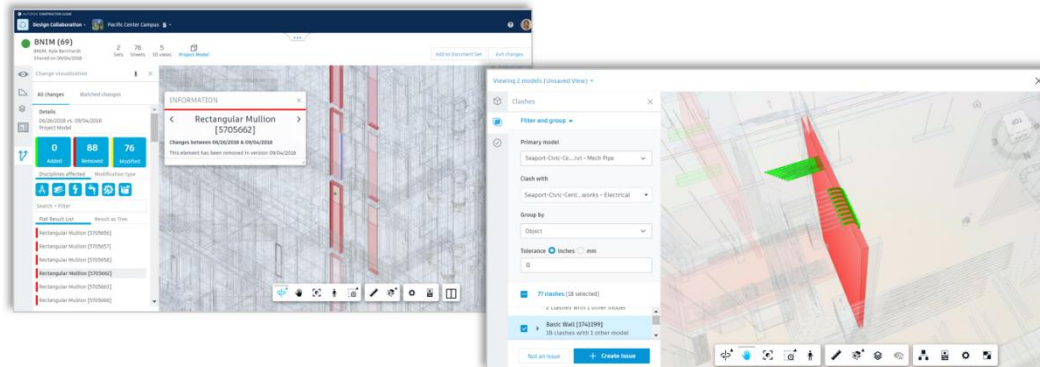 AUTODESK CONSTRUCTION CLOUD
Design Collaboration
Pacific Center Campus
BNIM (69)
BNIM, Kyle Bernhardt
Shared on 09/04/2018
2 Sets
76 Sheets
5 3D views
Project Model
Add to Document Set
Exit changes
Change visualization
All changes
Watched changes
Details
06/26/2018 vs. 09/04/2018
Project Model
0 Added
88 Removed
76 Modified
Disciplines affected
Modification type
Search + Filter
Flat Result List
Result as Tree
Rectangular Mullion [5705656]
Rectangular Mullion [5705657]
Rectangular Mullion [5705658]
Rectangular Mullion [5705662]
Rectangular Mullion [5705663]
Rectangular Mullion [5705666]
INFORMATION
Rectangular Mullion
[5705662]
Changes between 06/26/2018 & 09/04/2018
This element has been removed in version 09/04/2018
Viewing 2 models (Unsaved View)
Clashes
Filter and group
Primary model
Seaport-Civic-Ce...nt - Mech Pipe
Clash with
Seaport-Civic-Cent...works - Electrical
Group by
Object
Tolerance inches mm
0
77 clashes (18 selected)
2 clashes with 1 other model
Basic Wall [1741399]
18 clashes with 1 other model
Not an issue
+ Create issue